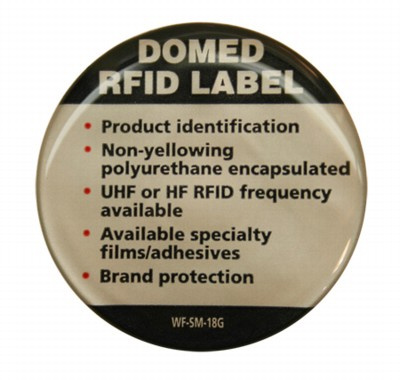 DOMED
RFID LABEL
• Product identification
• Non-yellowing
polyurethane encapsulated
• UHF or HF RFID frequency
available
• Available specialty
films/adhesives
• Brand protection
WF-SM-18G